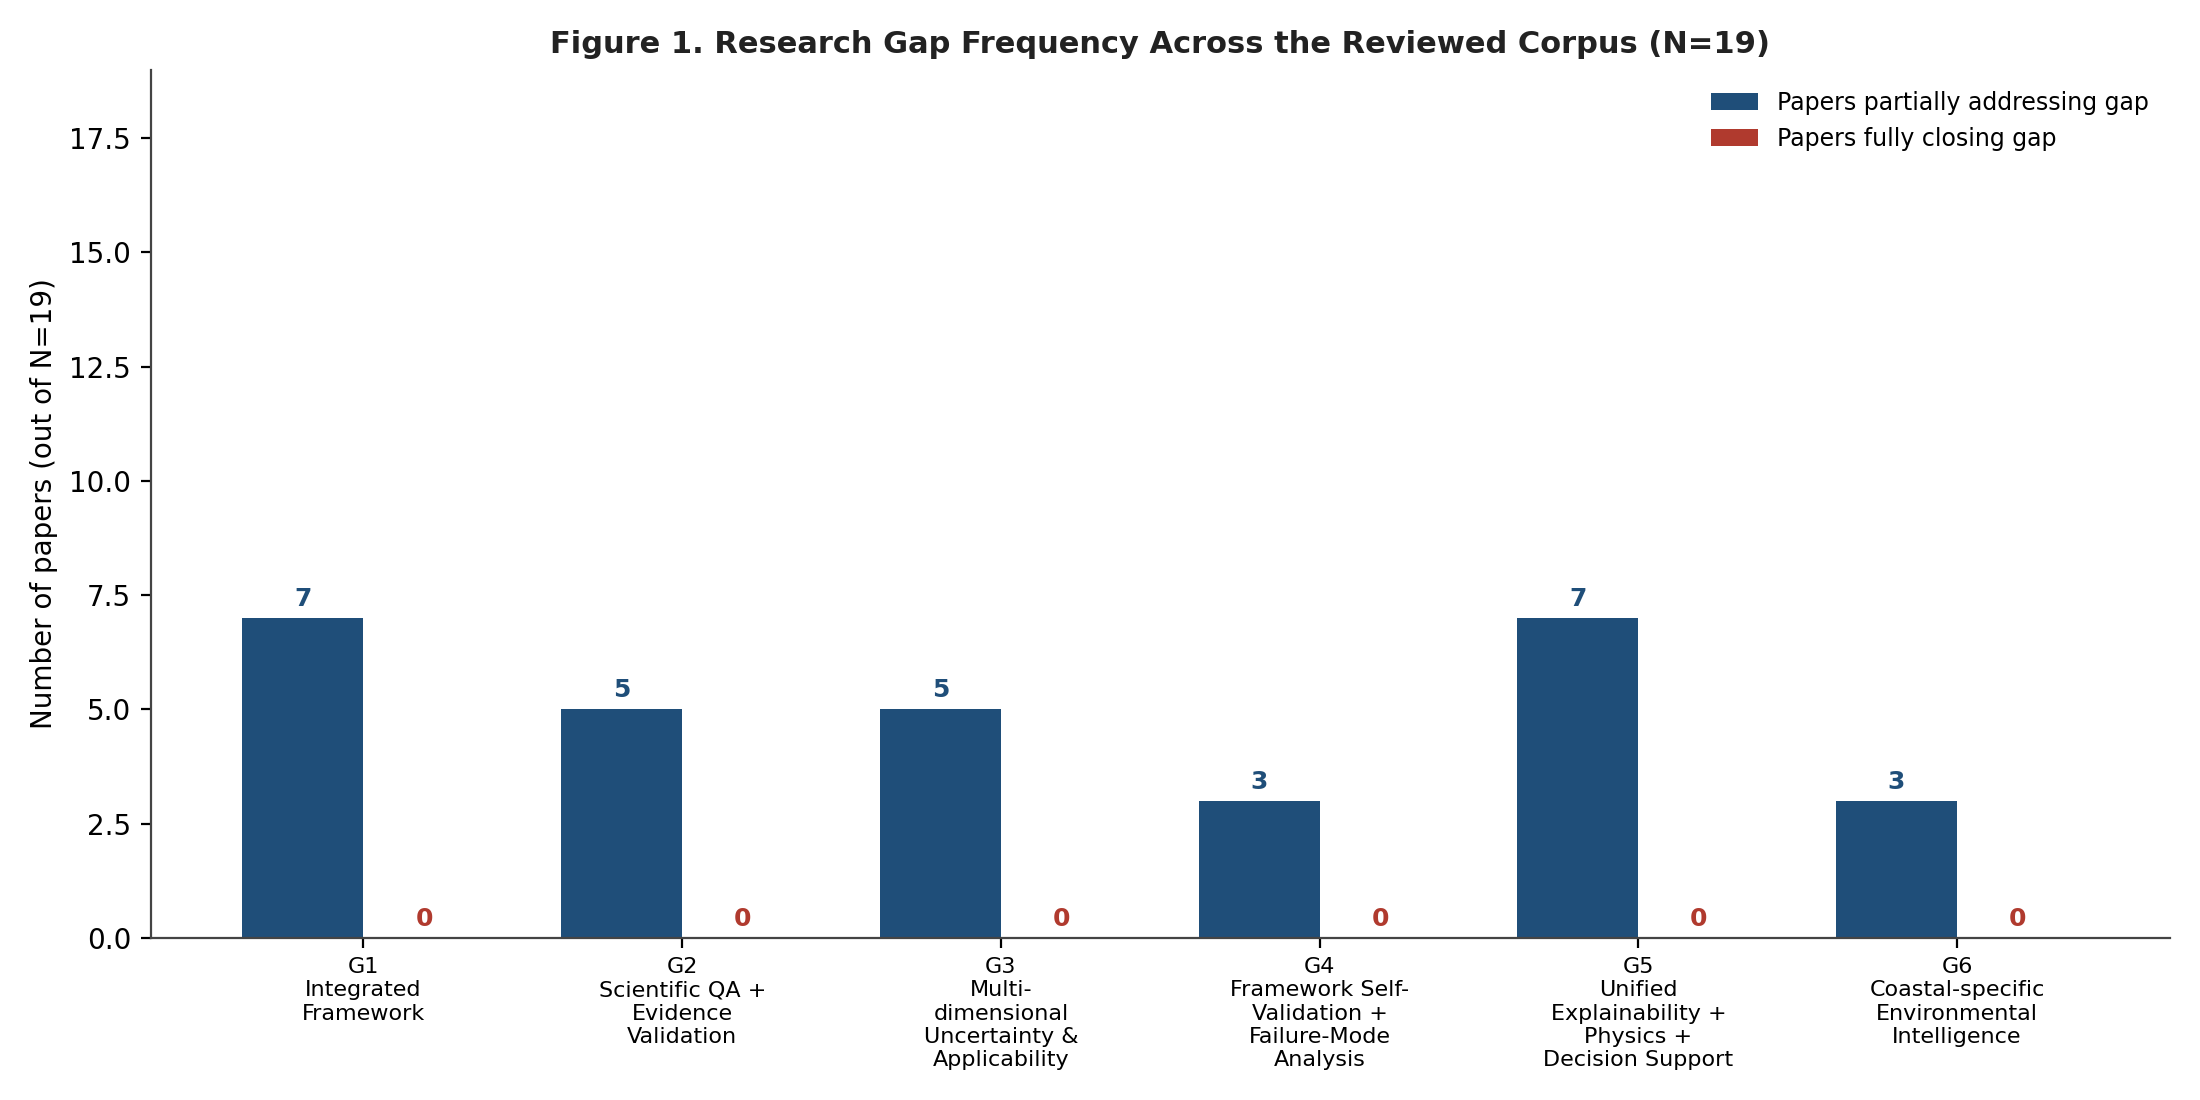 Figure 1. Research Gap Frequency Across the Reviewed Corpus (N=19)
Papers partially addressing gap
Papers fully closing gap
Number of papers (out of N=19)
17.5
15.0
12.5
10.0
7.5
5.0
2.5
0.0
7
0
5
0
5
0
3
0
7
0
3
0
G1
Integrated
Framework
G2
Scientific QA +
Evidence
Validation
G3
Multi-
dimensional
Uncertainty &
Applicability
G4
Framework Self-
Validation +
Failure-Mode
Analysis
G5
Unified
Explainability +
Physics +
Decision Support
G6
Coastal-specific
Environmental
Intelligence